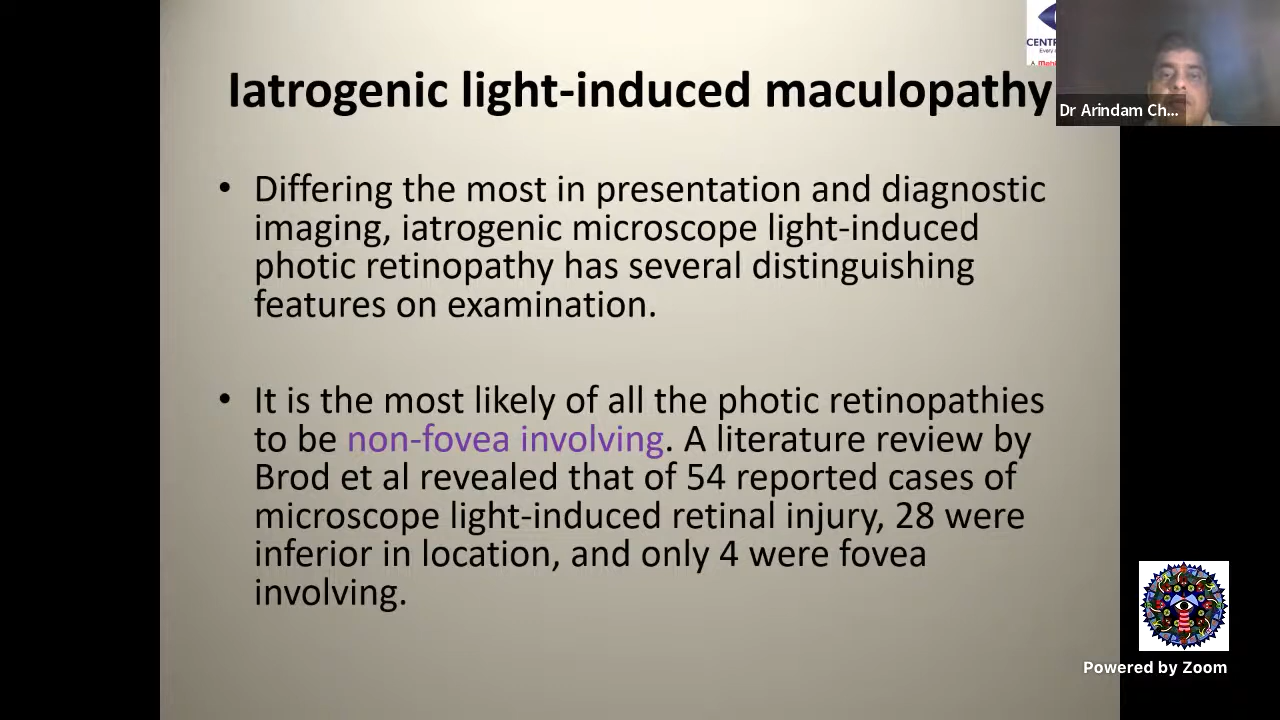 Iatrogenic light-induced maculopathy
CENTR
Every
Dr Arindam Ch...
• Differing the most in presentation and diagnostic
imaging, iatrogenic microscope light-induced
photic retinopathy has several distinguishing
features on examination.
• It is the most likely of all the photic retinopathies
to be non-fovea involving. A literature review by
Brod et al revealed that of 54 reported cases of
microscope light-induced retinal injury, 28 were
inferior in location, and only 4 were fovea
involving.
Powered by Zoom